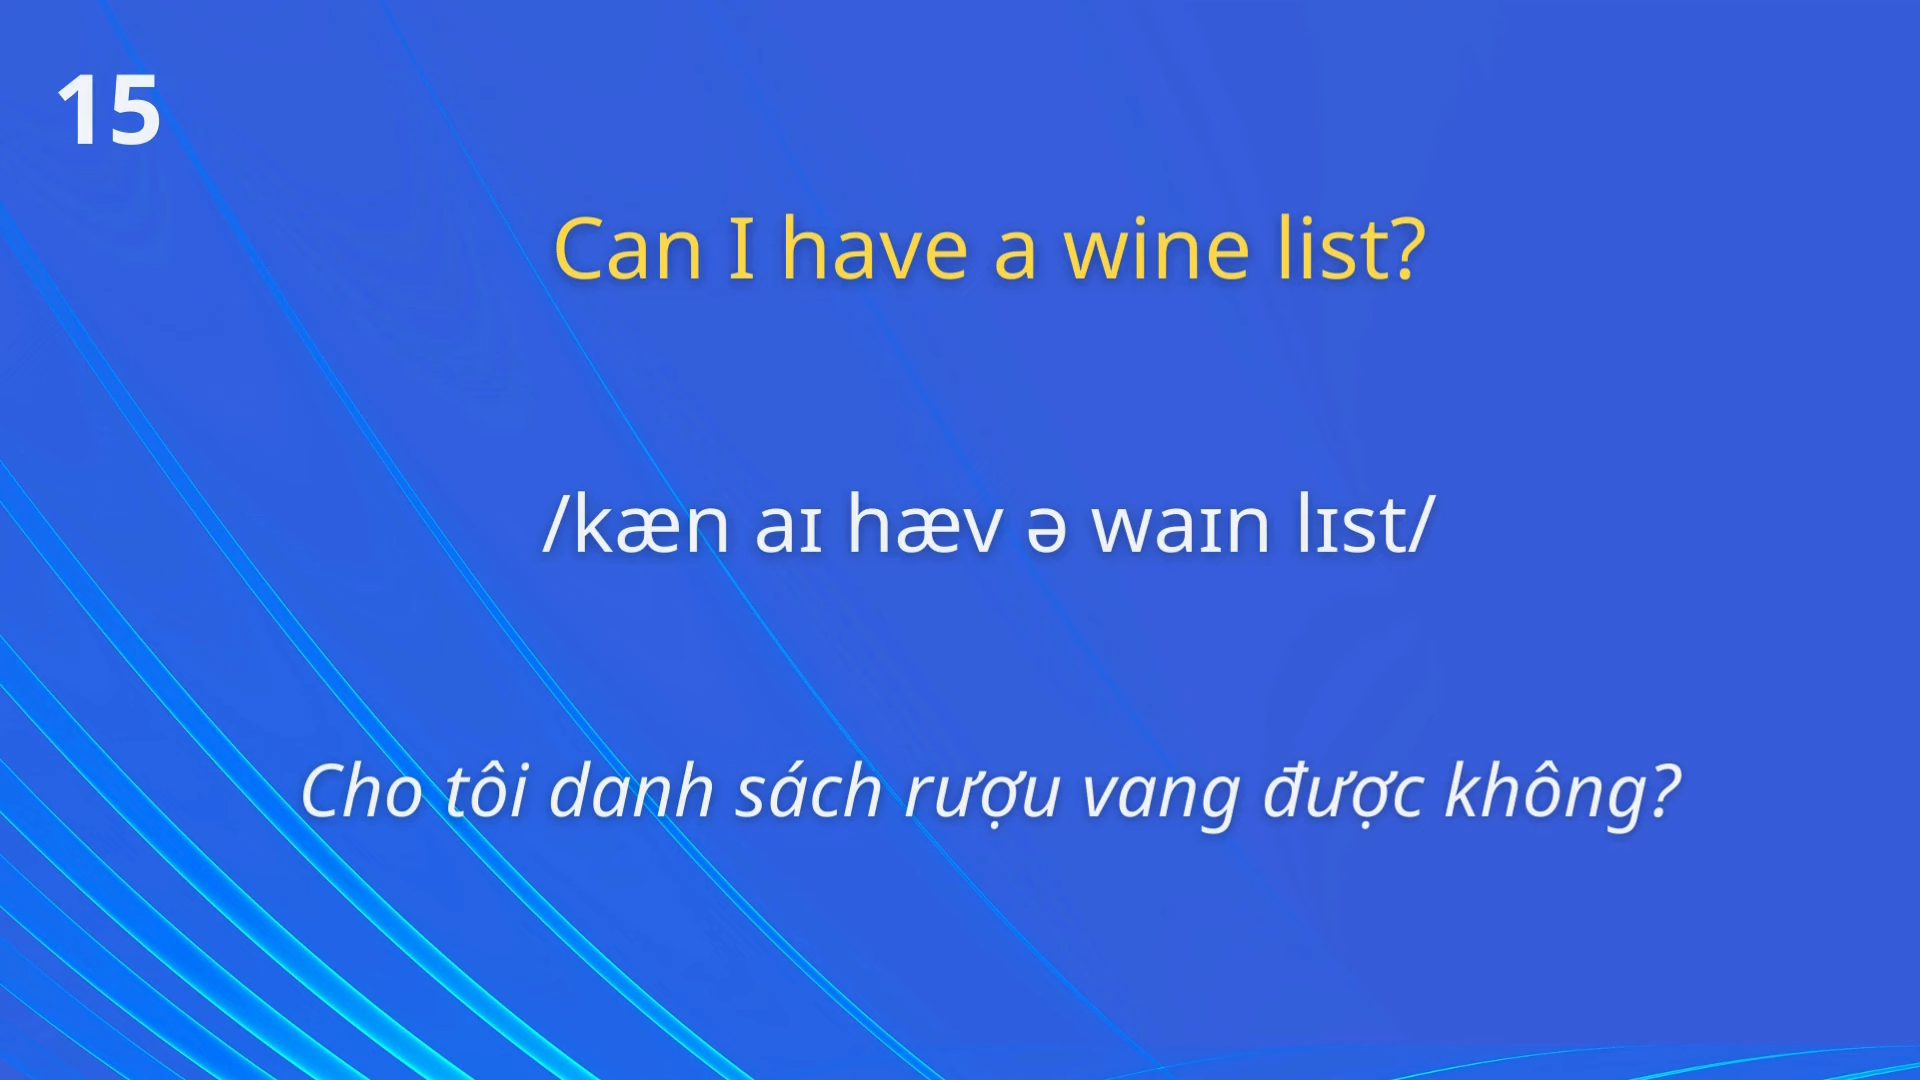 15
Can I have a wine list?
/kæn aɪ hæv ə waɪn lɪst/
Cho tôi danh sách rượu vang được không?